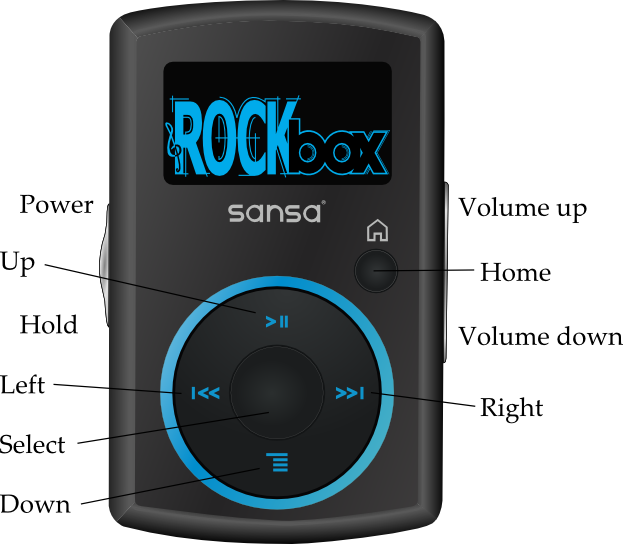 ROCKbox
sansa®
Power
Volume up
Up
Home
Hold
Volume down
Left
Right
Select
Down